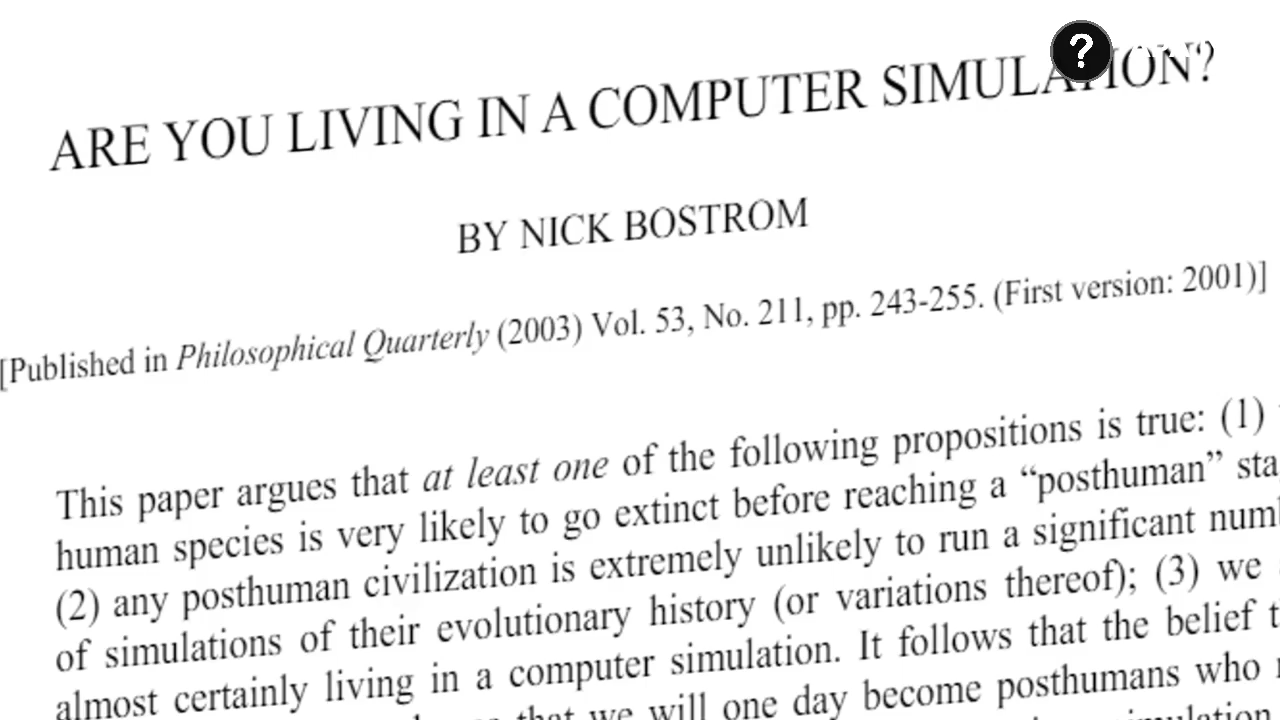 ARE YOU LIVING IN A COMPUTER SIMULATION?
BY NICK BOSTROM
[Published in Philosophical Quarterly (2003) Vol. 53, No. 211, pp. 243-255. (First version: 2001)]
This paper argues that at least one of the following propositions is true: (1)
human species is very likely to go extinct before reaching a “posthuman”
(2) any posthuman civilization is extremely unlikely to run a significant
of simulations of their evolutionary history (or variations thereof); (3) we
almost certainly living in a computer simulation. It follows that the belief
that we will one day become posthumans who